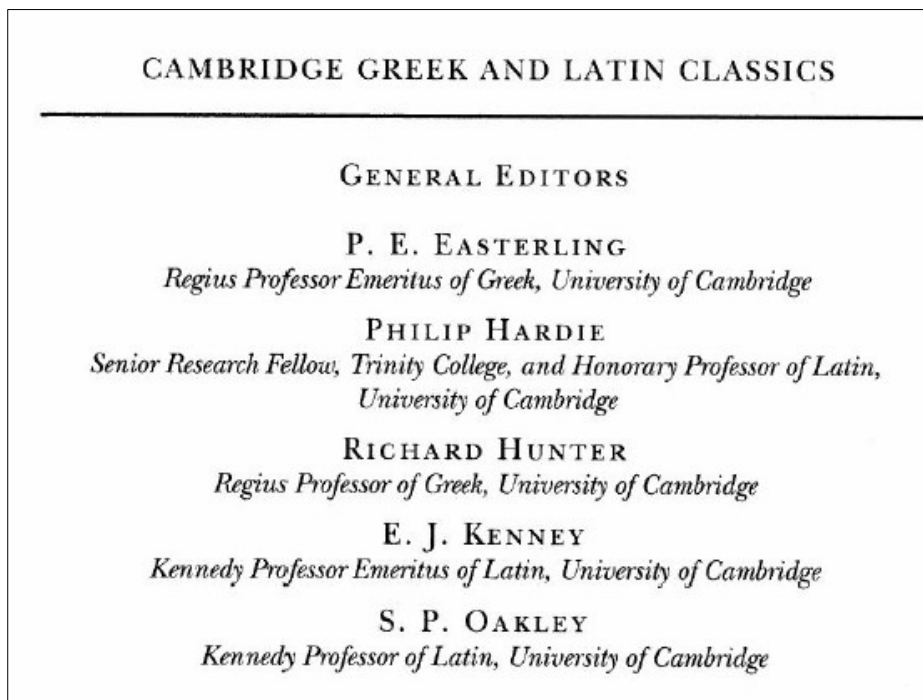 CAMBRIDGE GREEK AND LATIN CLASSICS
GENERAL EDITORS
P. E. EASTERLING
Regius Professor Emeritus of Greek, University of Cambridge
PHILIP HARDIE
Senior Research Fellow, Trinity College, and Honorary Professor of Latin,
University of Cambridge
RICHARD HUNTER
Regius Professor of Greek, University of Cambridge
E. J. KENNEY
Kennedy Professor Emeritus of Latin, University of Cambridge
S. P. OAKLEY
Kennedy Professor of Latin, University of Cambridge